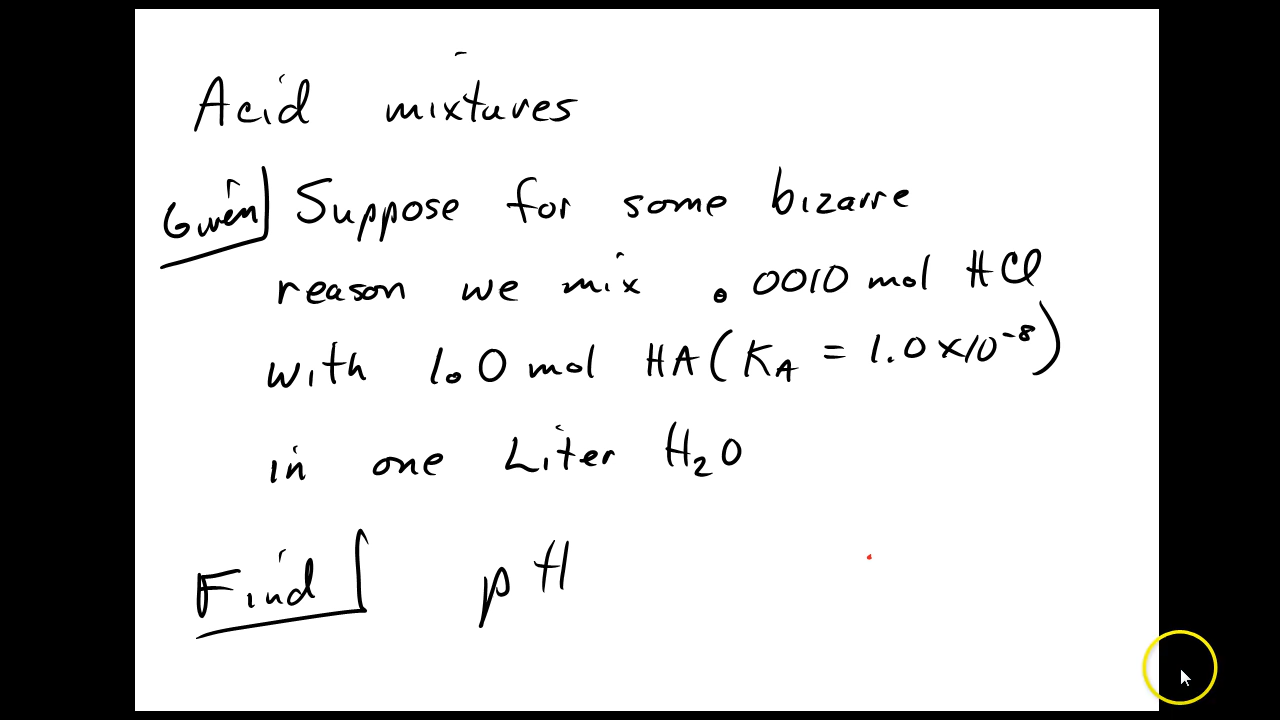 Acid mixtures
Given Suppose for some bizarre
reason we mix .0010 mol HCl
with 1.0 mol HA (KA = 1.0 x10⁻⁸)
in one Liter H₂O
Find pH